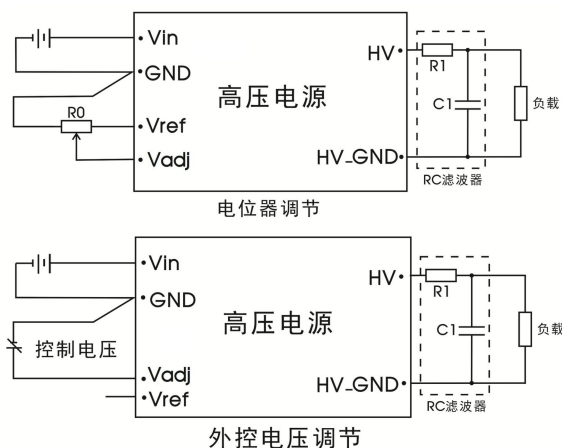 Vin
GND
R0
Vref
Vadj
高压电源
HV
HV_GND
R1
C1
负载
RC滤波器
电位器调节
Vin
GND
控制电压
Vadj
Vref
高压电源
HV
HV_GND
R1
C1
负载
RC滤波器
外控电压调节